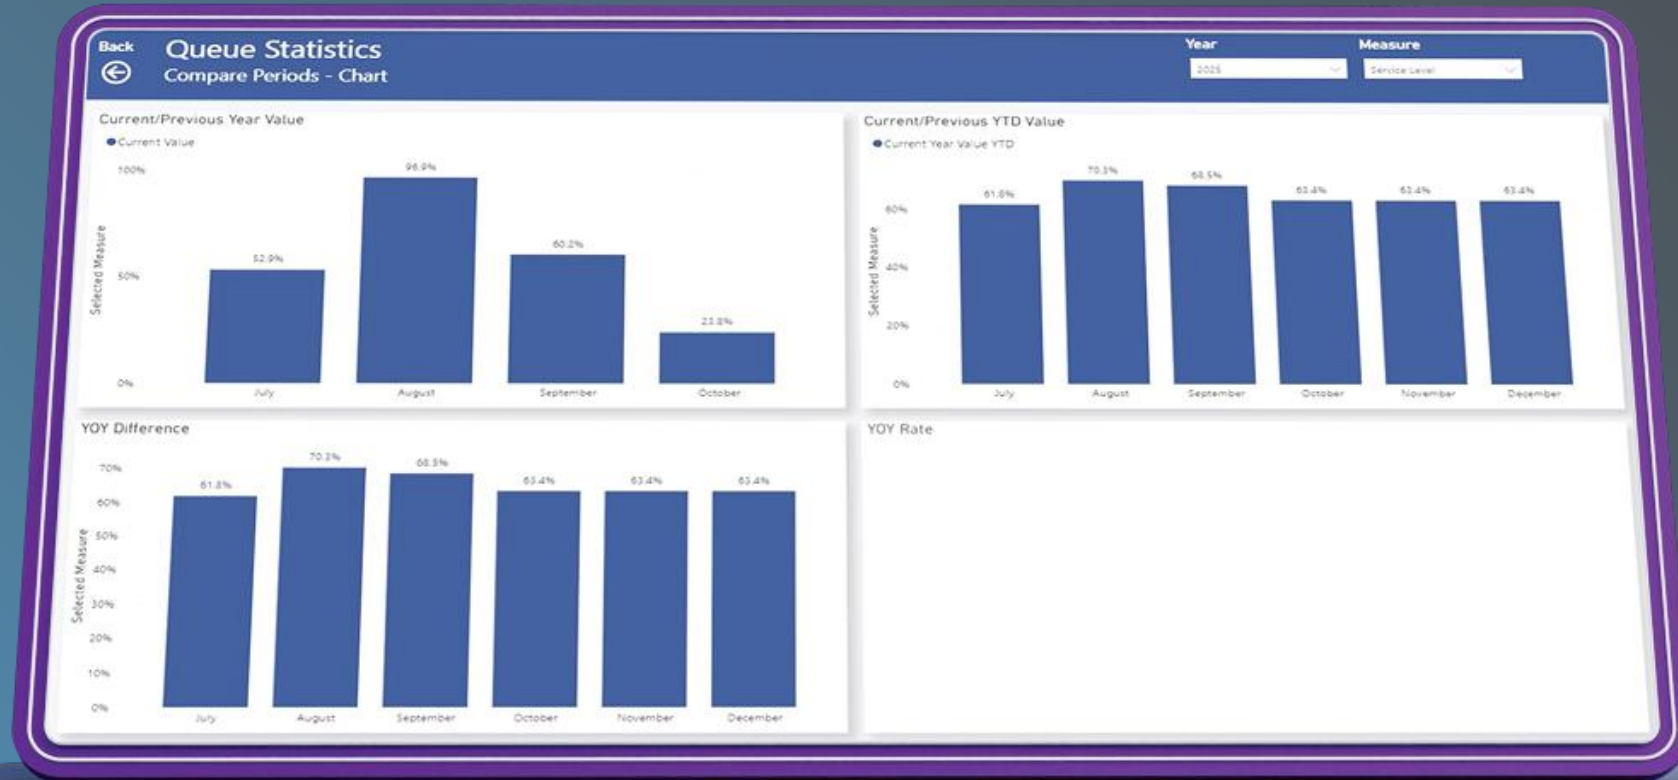 Back
Queue Statistics
Compare Periods - Chart
Year
2025
Measure
Service Level
Current/Previous Year Value
Current Value
Selected Measure
100%
50%
0%
52.9%
96.9%
60.2%
23.8%
July
August
September
October
Current/Previous YTD Value
Current Year Value YTD
Selected Measure
60%
40%
20%
0%
61.8%
70.3%
68.5%
63.4%
63.4%
63.4%
July
August
September
October
November
December
YOY Difference
Selected Measure
70%
60%
50%
40%
30%
20%
10%
0%
61.8%
70.3%
68.5%
63.4%
63.4%
63.4%
July
August
September
October
November
December
YOY Rate